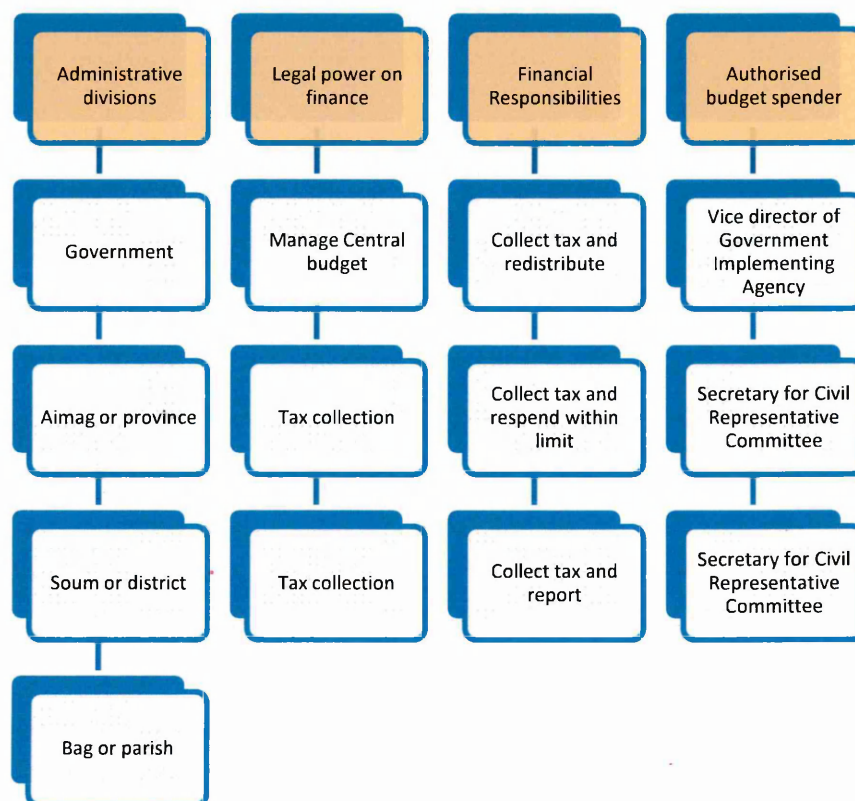 Administrative
divisions
Legal power on
finance
Financial
Responsibilities
Authorised
budget spender
Government
Manage Central
budget
Collect tax and
redistribute
Vice director of
Government
Implementing
Agency
Aimag or province
Tax collection
Collect tax and
respend within
limit
Secretary for Civil
Representative
Committee
Soum or district
Tax collection
Collect tax and
report
Secretary for Civil
Representative
Committee
Bag or parish